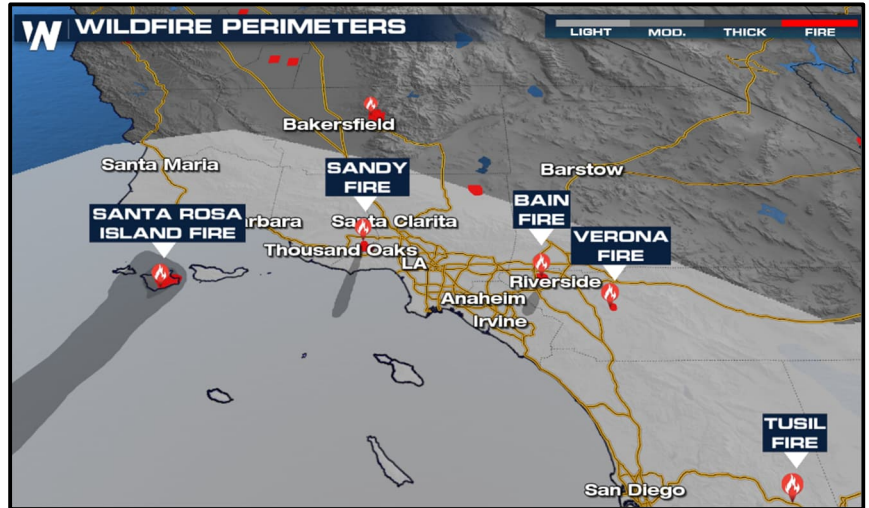 W WILDFIRE PERIMETERS
LIGHT MOD. THICK FIRE
Bakersfield
Santa Maria
SANDY
FIRE
Barstow
SANTA ROSA
ISLAND FIRE
arbara
Santa Clarita
BAIN
FIRE
VERONA
FIRE
Thousand Oaks
LA
Riverside
Anaheim
Irvine
TUSIL
FIRE
San Diego